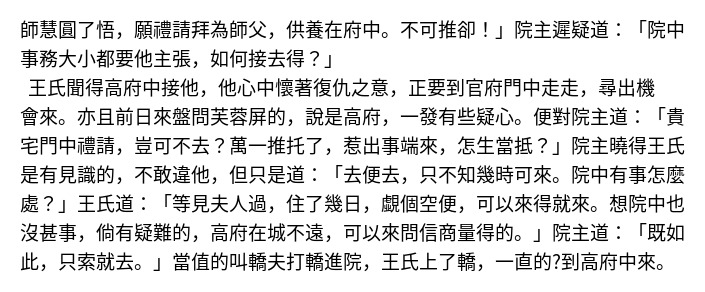 師慧圓了悟，願禮請拜為師父，供養在府中。不可推卻！」院主遲疑道：「院中
事務大小都要他主張，如何接去得？」
王氏聞得高府中接他，他心中懷著復仇之意，正要到官府門中走走，尋出機
會來。亦且前日來盤問芙蓉屏的，說是高府，一發有些疑心。便對院主道：「貴
宅門中禮請，豈可不去？萬一推托了，惹出事端來，怎生當抵？」院主曉得王氏
是有見識的，不敢違他，但只是道：「去便去，只不知幾時可來。院中有事怎麼
處？」王氏道：「等見夫人過，住了幾日，覷個空便，可以來得就來。想院中也
沒甚事，倘有疑難的，高府在城不遠，可以來問信商量得的。」院主道：「既如
此，只索就去。」當值的叫轎夫打轎進院，王氏上了轎，一直的?到高府中來。